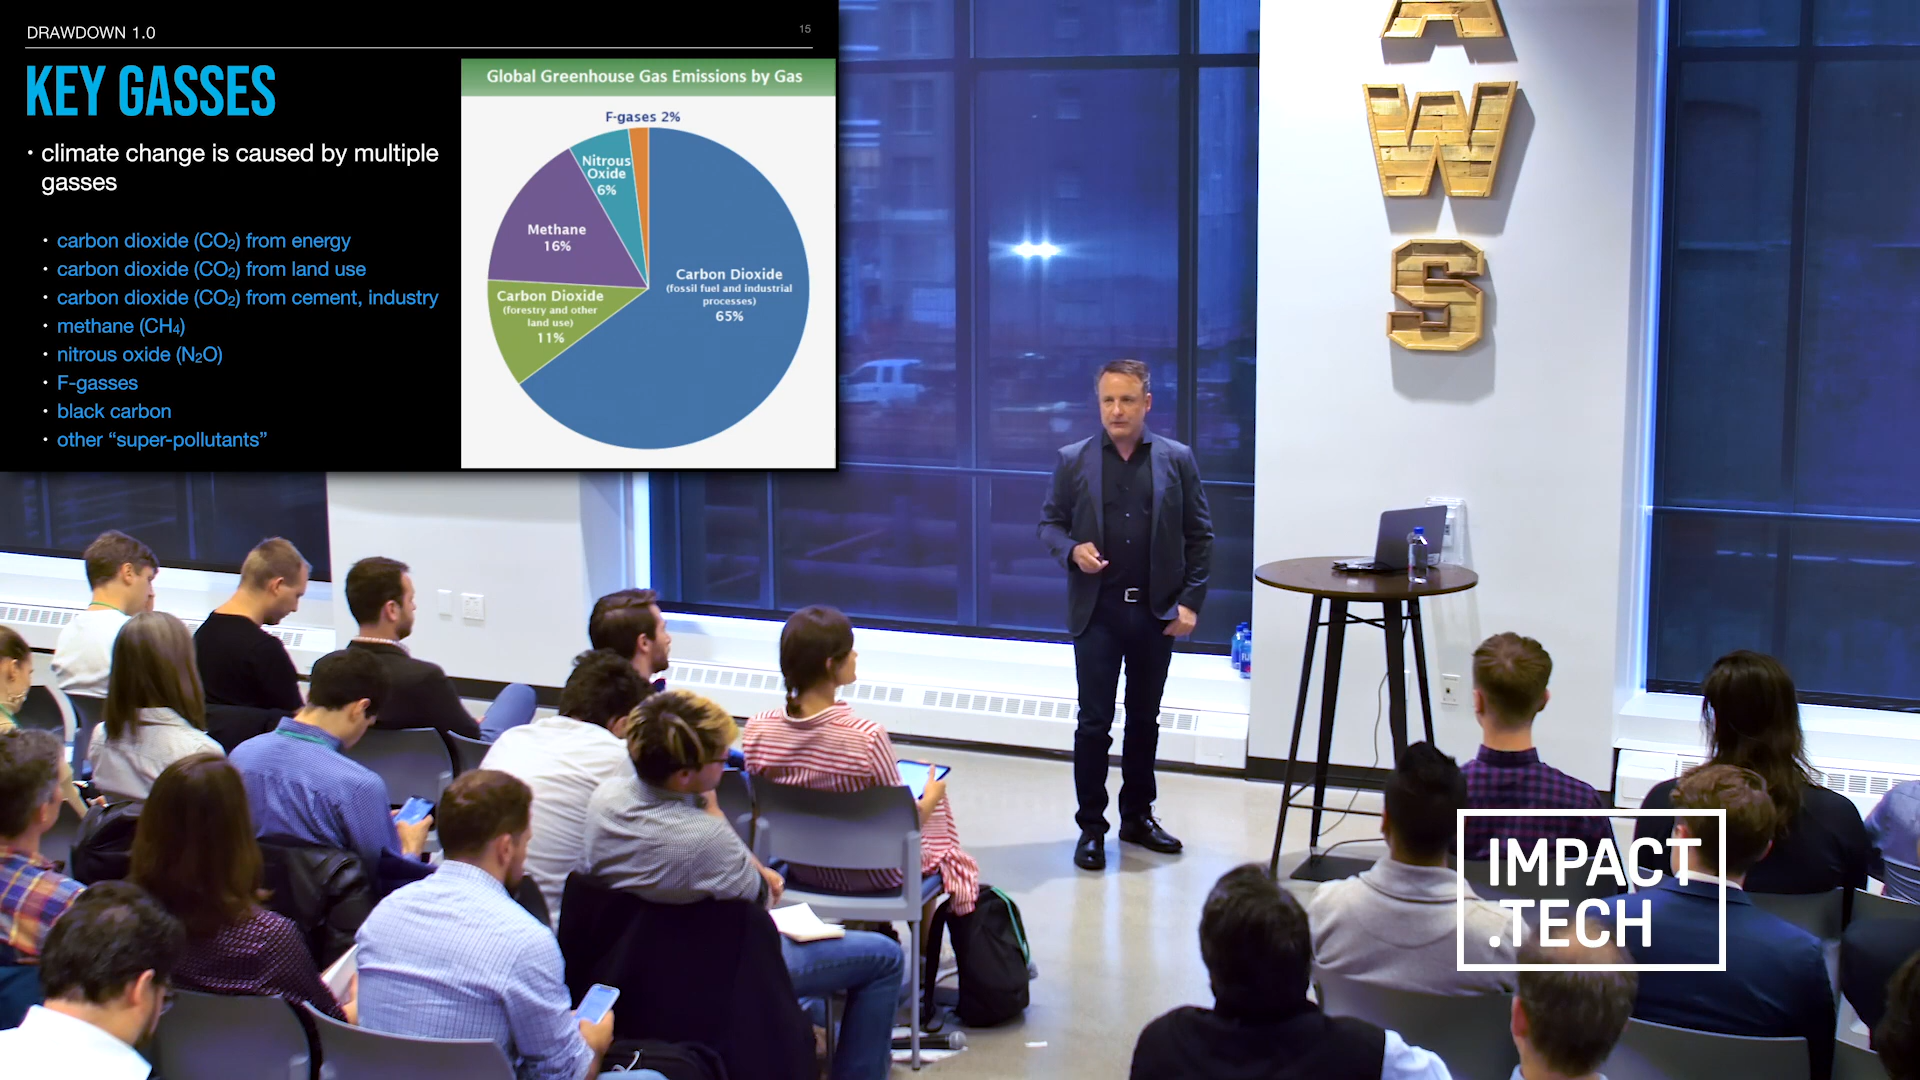 DRAWDOWN 1.0
15
KEY GASSES
• climate change is caused by multiple
gasses
• carbon dioxide (CO₂) from energy
• carbon dioxide (CO₂) from land use
• carbon dioxide (CO₂) from cement, industry
• methane (CH₄)
• nitrous oxide (N₂O)
• F-gasses
• black carbon
• other “super-pollutants”
Global Greenhouse Gas Emissions by Gas
F-gases 2%
Nitrous
Oxide
6%
Methane
16%
Carbon Dioxide
(forestry and other
land use)
11%
Carbon Dioxide
(fossil fuel and industrial
processes)
65%
A
W
S
IMPACT
.TECH